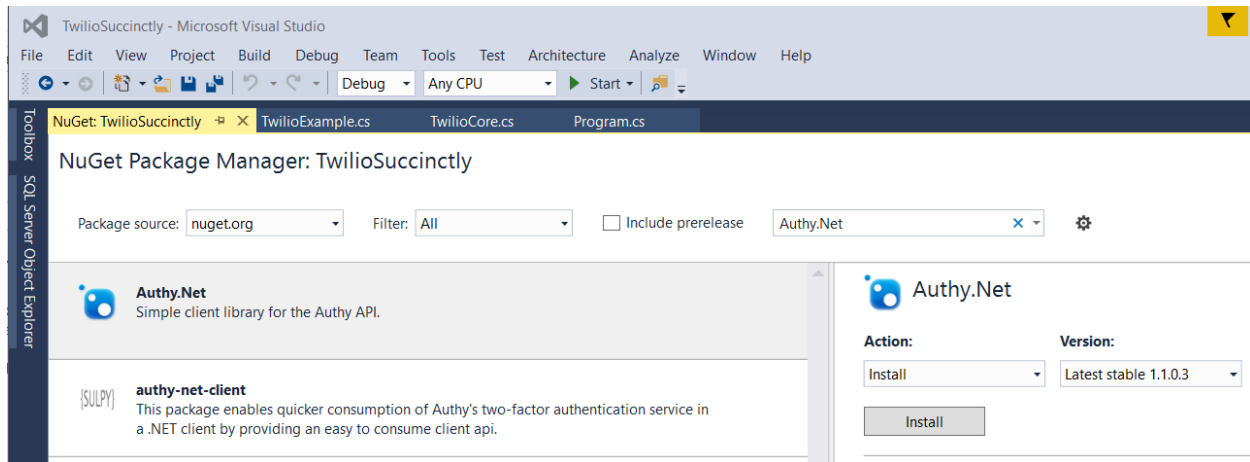 TwilioSuccinctly - Microsoft Visual Studio
File Edit View Project Build Debug Team Tools Test Architecture Analyze Window Help
Debug Any CPU Start
Toolbox
SQL Server Object Explorer
NuGet: TwilioSuccinctly TwilioExample.cs TwilioCore.cs Program.cs
NuGet Package Manager: TwilioSuccinctly
Package source: nuget.org Filter: All Include prerelease Authy.Net
Authy.Net
Simple client library for the Authy API.
{SULPY}
authy-net-client
This package enables quicker consumption of Authy's two-factor authentication service in
a .NET client by providing an easy to consume client api.
Authy.Net
Action: Version:
Install Latest stable 1.1.0.3
Install